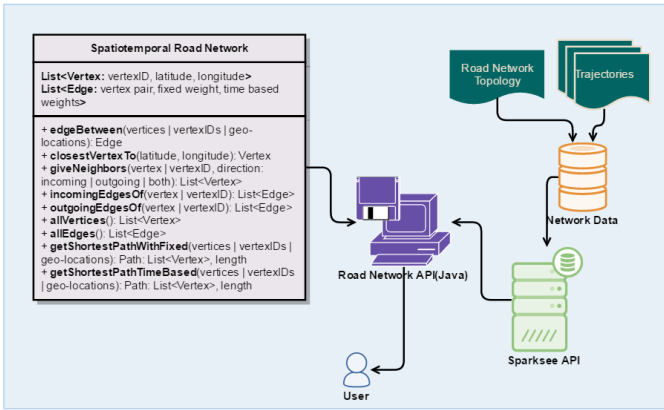 Spatiotemporal Road Network
List<Vertex: vertexID, latitude, longitude>
List<Edge: vertex pair, fixed weight, time based
weights>
+ edgeBetween(vertices | vertexIDs | geo-
locations): Edge
+ closestVertexTo(latitude, longitude): Vertex
+ giveNeighbors(vertex | vertexID, direction:
incoming | outgoing | both): List<Vertex>
+ incomingEdgesOf(vertex | vertexID): List<Edge>
+ outgoingEdgesOf(vertex | vertexID): List<Edge>
+ allVertices(): List<Vertex>
+ allEdges(): List<Edge>
+ getShortestPathWithFixed(vertices | vertexIDs |
geo-locations): Path: List<Vertex>, length
+ getShortestPathTimeBased(vertices | vertexIDs
| geo-locations): Path: List<Vertex>, length
Road Network
Topology
Trajectories
Network Data
Road Network API(Java)
Sparksee API
User